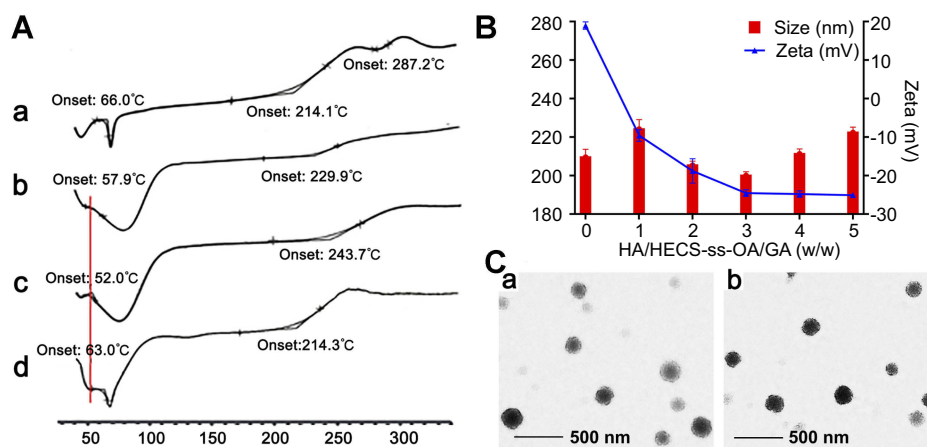 A
Onset: 287.2°C
Onset: 66.0°C
a
Onset: 214.1°C
Onset: 57.9°C
b
Onset: 229.9°C
Onset: 52.0°C
c
Onset: 243.7°C
Onset: 63.0°C
d
Onset:214.3°C
50 100 150 200 250 300
B
Size (nm)
Zeta (mV)
280
260
240
220
200
180
20
10
0
-10
-20
-30
Zeta (mV)
0 1 2 3 4 5
HA/HECS-ss-OA/GA (w/w)
C
a
500 nm
b
500 nm